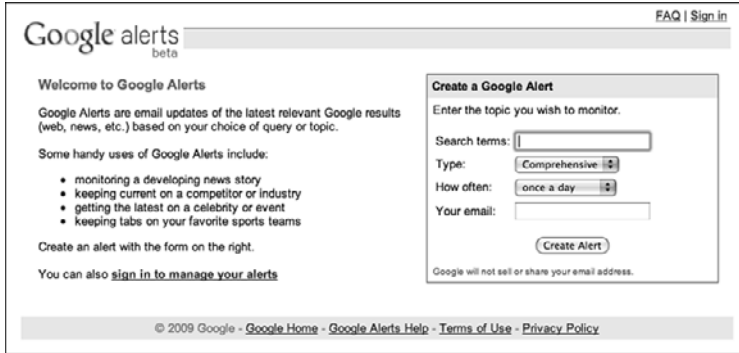 FAQ | Sign in
Google alerts
beta
Welcome to Google Alerts
Google Alerts are email updates of the latest relevant Google results
(web, news, etc.) based on your choice of query or topic.
Some handy uses of Google Alerts include:
• monitoring a developing news story
• keeping current on a competitor or industry
• getting the latest on a celebrity or event
• keeping tabs on your favorite sports teams
Create an alert with the form on the right.
You can also sign in to manage your alerts
Create a Google Alert
Enter the topic you wish to monitor.
Search terms:
Type: Comprehensive
How often: once a day
Your email:
Create Alert
Google will not sell or share your email address.
© 2009 Google - Google Home - Google Alerts Help - Terms of Use - Privacy Policy